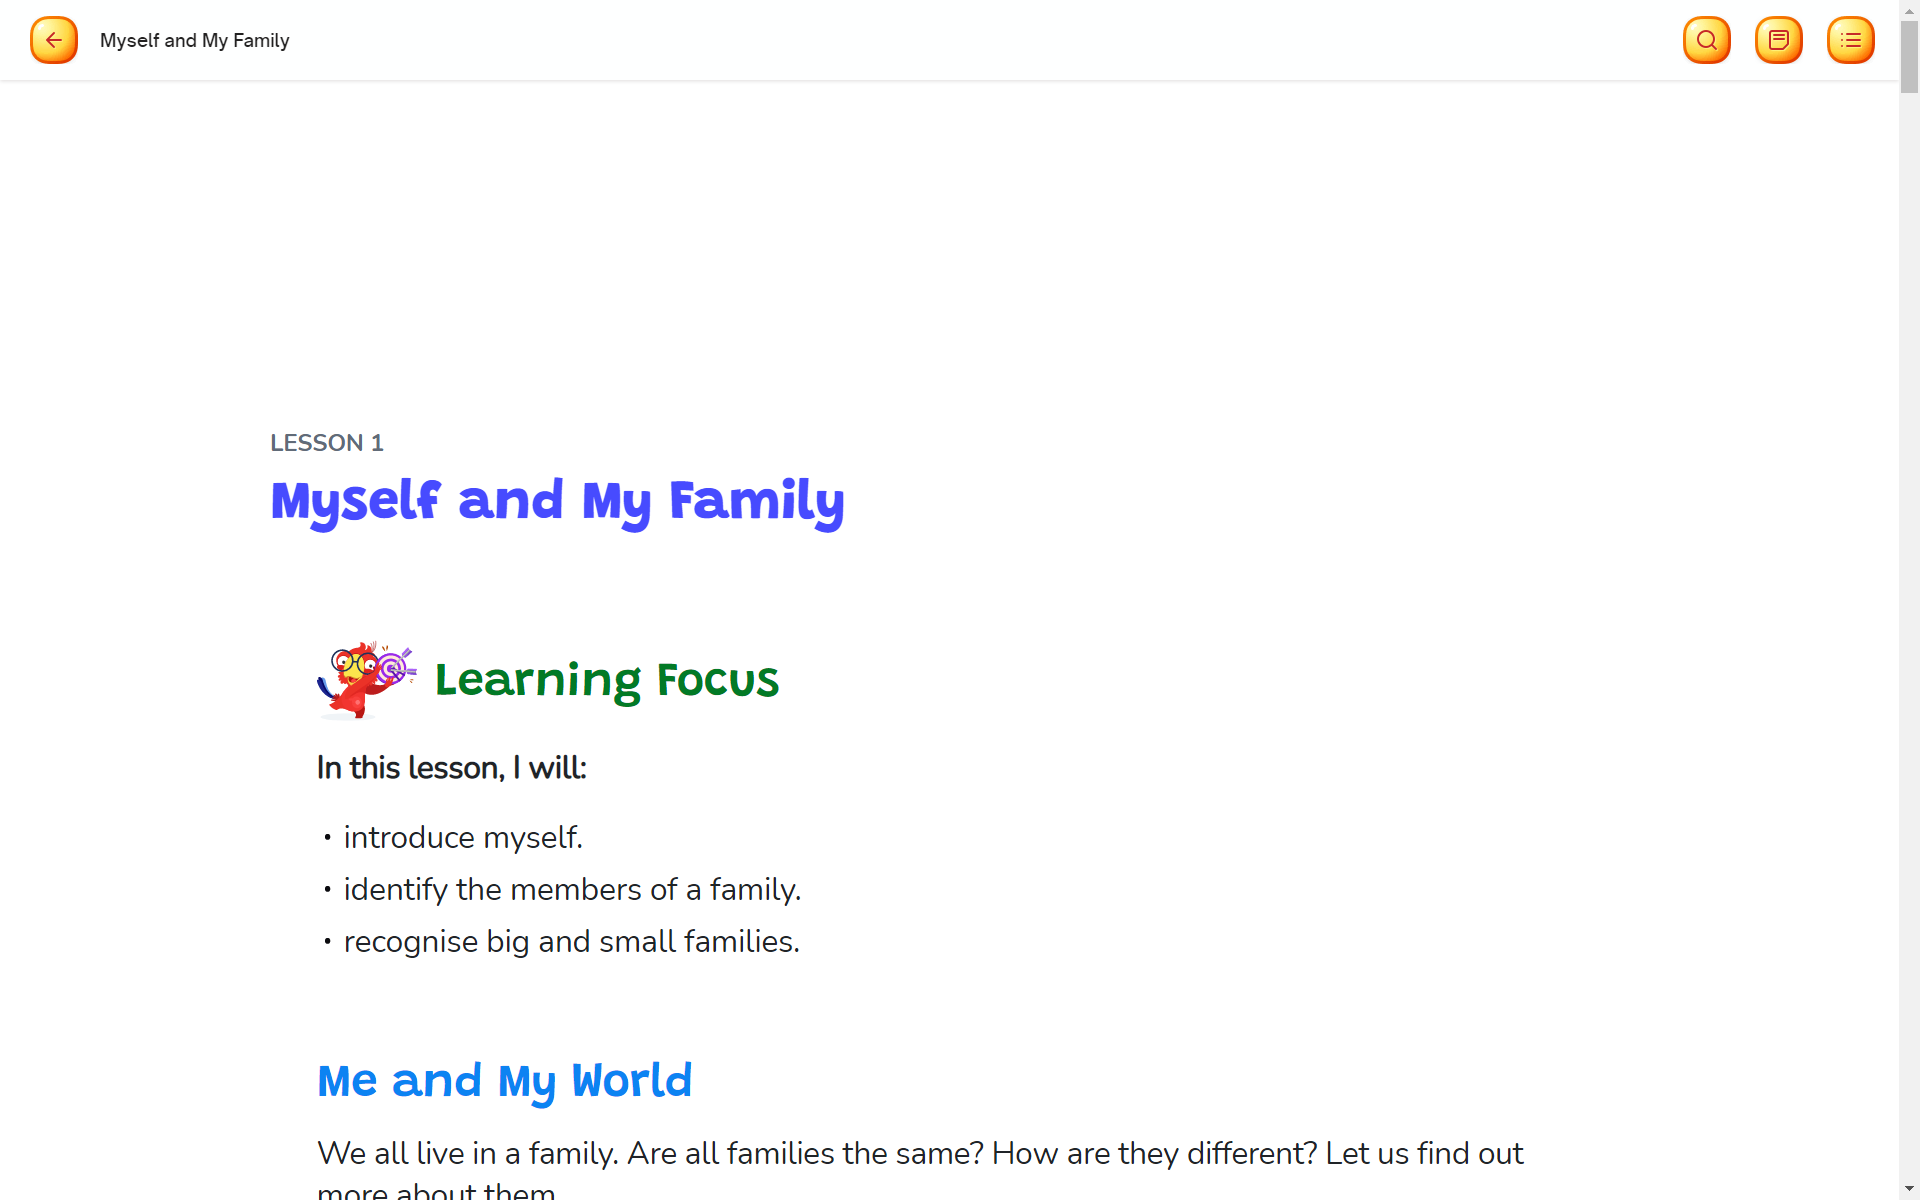 Myself and My Family
LESSON 1
Myself and My Family
Learning Focus
In this lesson, I will:
• introduce myself.
• identify the members of a family.
• recognise big and small families.
Me and My World
We all live in a family. Are all families the same? How are they different? Let us find out
more about them.